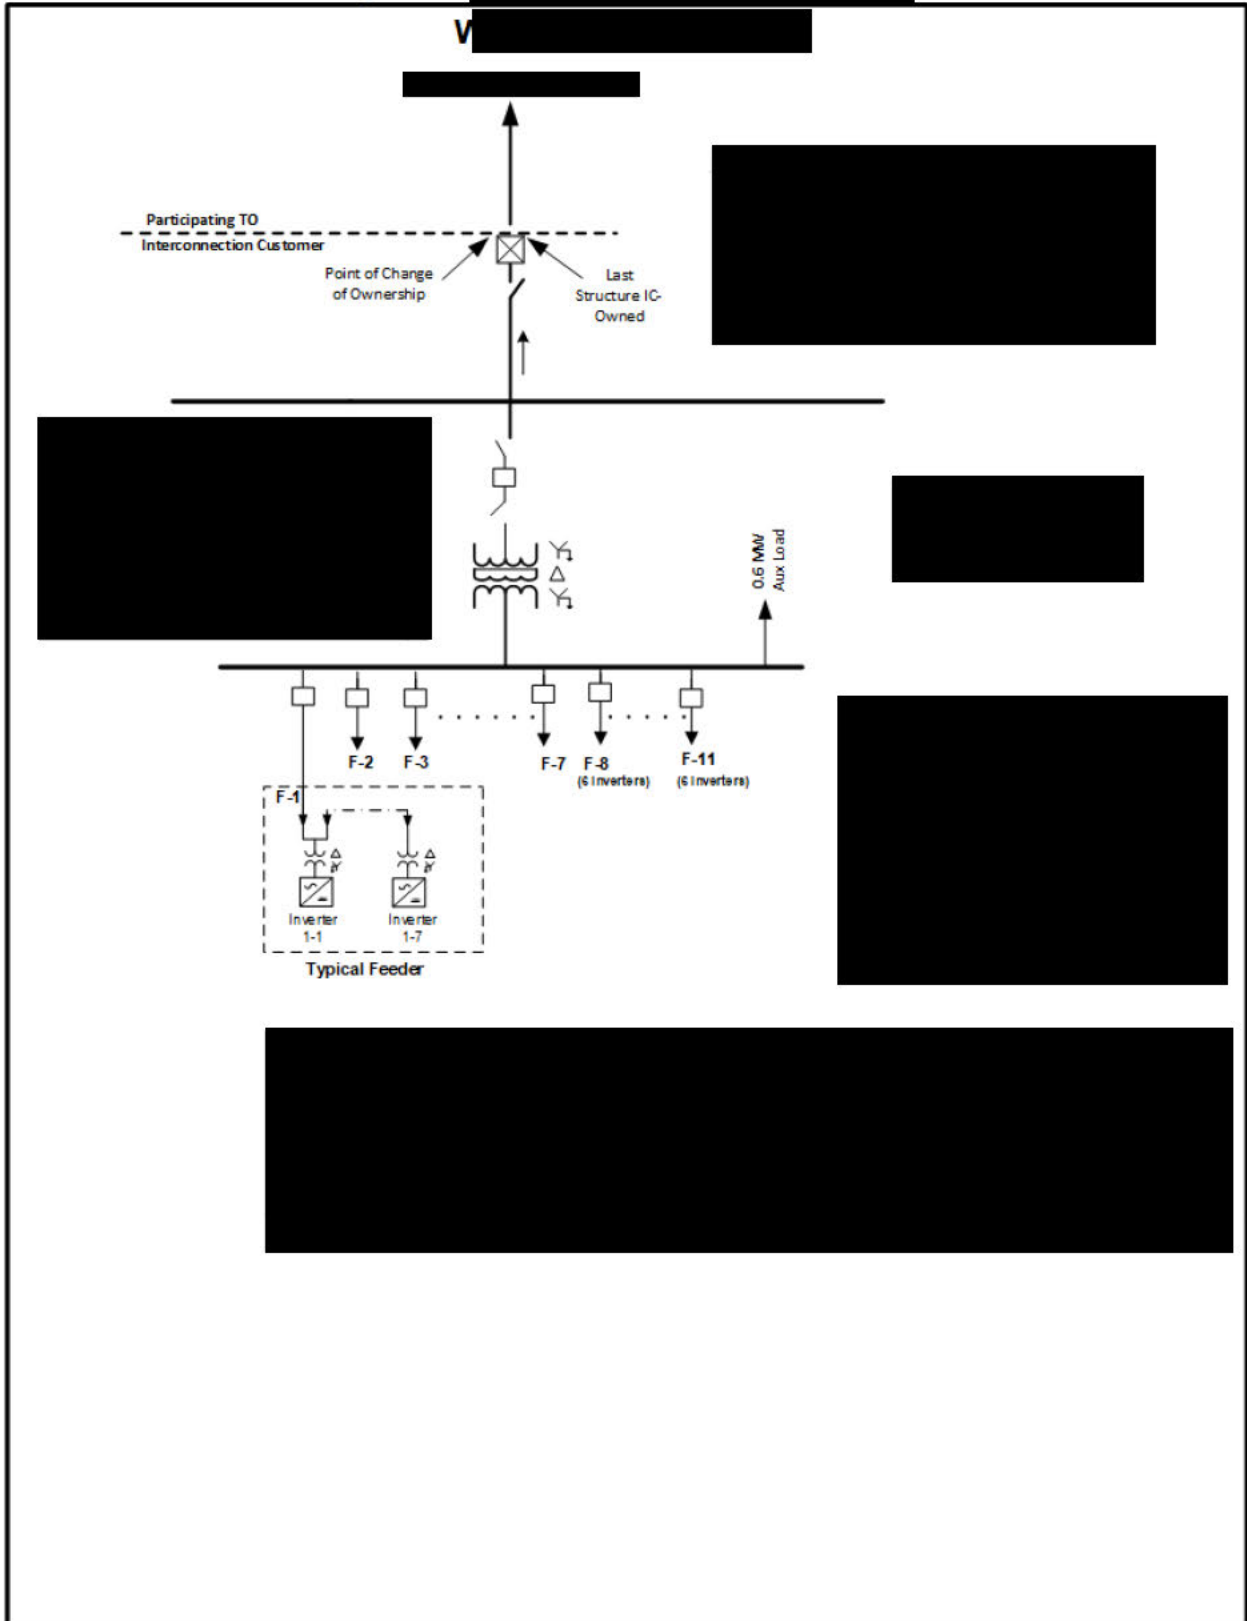 Participating TO
Interconnection Customer
Point of Change
of Ownership
Last
Structure IC-
Owned
0.6 MW
Aux Load
F-2
F-3
F-7
F-8
(6 Inverters)
F-11
(6 Inverters)
F-1
Inverter
1-1
Inverter
1-7
Typical Feeder